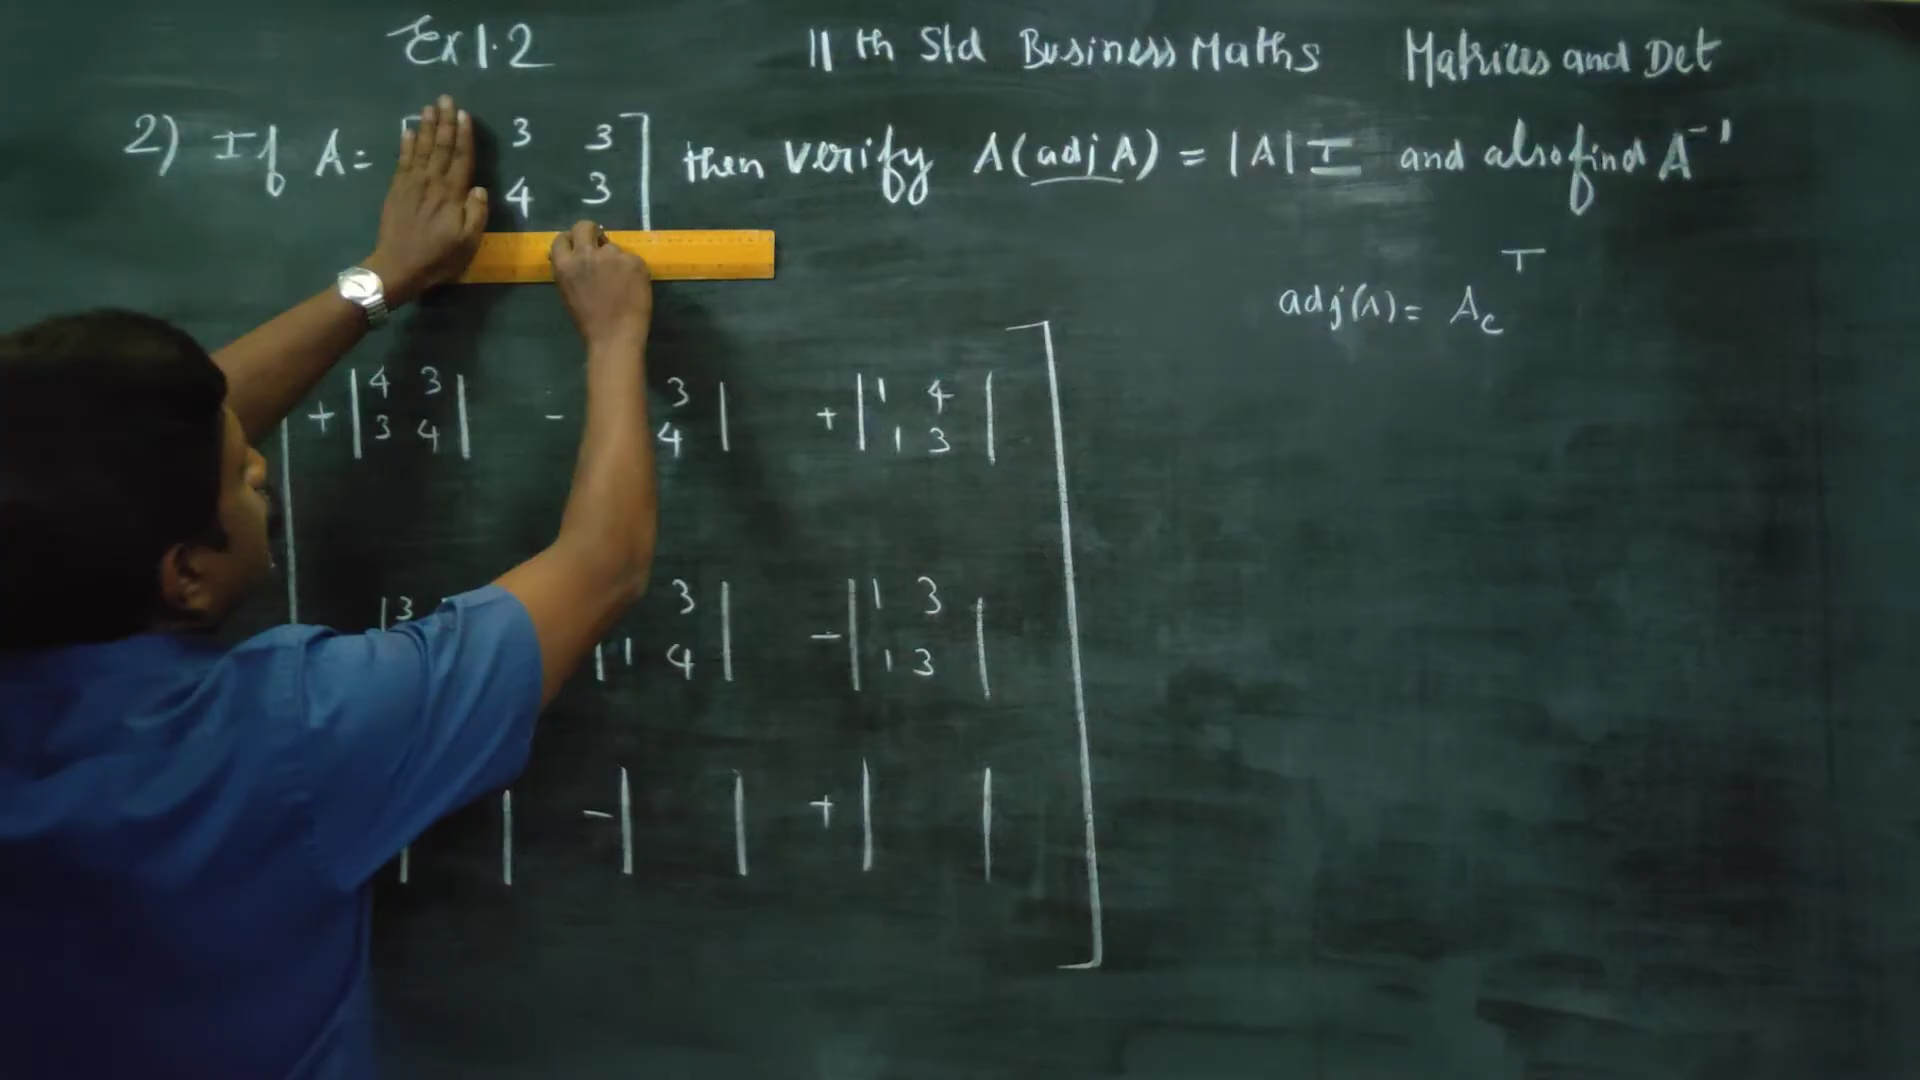 Ex 1.2 11th Std Business Maths Matrices and Det
2) If A = [ 3 3 then verify A(adj A) = |A| I and also find A⁻¹
4 3 ]
adj(A) = A_c^T
+ | 4 3 | - 3 | + | 1 4 |
| 3 4 | 4 | | 1 3 |
| 3 3 | - | 1 3 |
| 1 4 | | 1 3 |
| - | | + | |